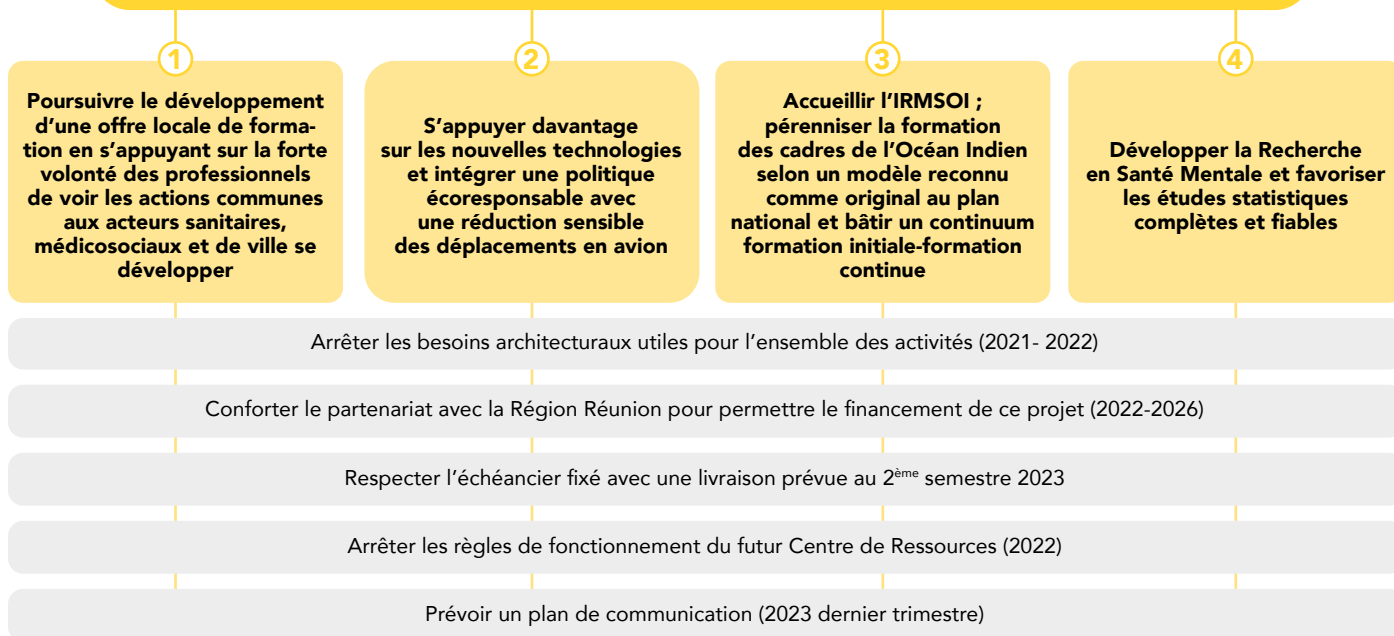 1
Poursuivre le développement
d'une offre locale de forma-
tion en s'appuyant sur la forte
volonté des professionnels
de voir les actions communes
aux acteurs sanitaires,
médicosociaux et de ville se
développer
2
S'appuyer davantage
sur les nouvelles technologies
et intégrer une politique
écoresponsable avec
une réduction sensible
des déplacements en avion
3
Accueillir l'IRMSOI ;
pérenniser la formation
des cadres de l'Océan Indien
selon un modèle reconnu
comme original au plan
national et bâtir un continuum
formation initiale-formation
continue
4
Développer la Recherche
en Santé Mentale et favoriser
les études statistiques
complètes et fiables
Arrêter les besoins architecturaux utiles pour l'ensemble des activités (2021- 2022)
Conforter le partenariat avec la Région Réunion pour permettre le financement de ce projet (2022-2026)
Respecter l'échéancier fixé avec une livraison prévue au 2ème semestre 2023
Arrêter les règles de fonctionnement du futur Centre de Ressources (2022)
Prévoir un plan de communication (2023 dernier trimestre)